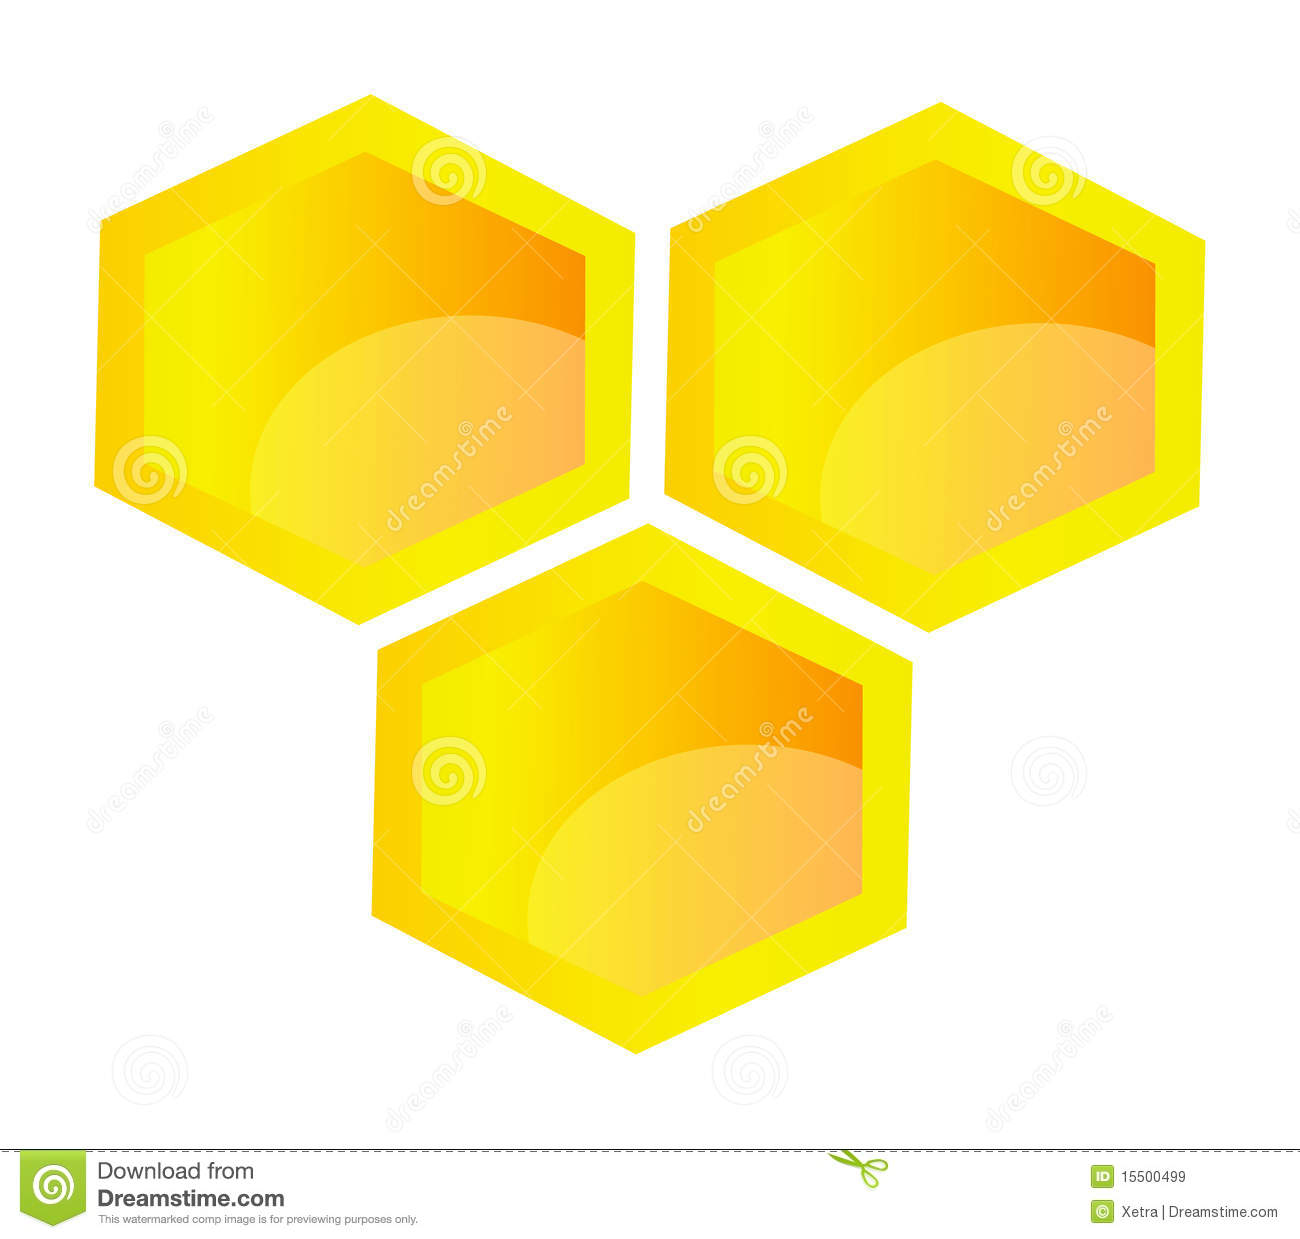 dreamstime
dreamstime
dreamstime
dreamstime
dreamstime
dreamstime
dreamstime
dreamstime
Download from
Dreamstime.com
This watermarked comp image is for previewing purposes only.
ID 15500499
© Xetra | Dreamstime.com